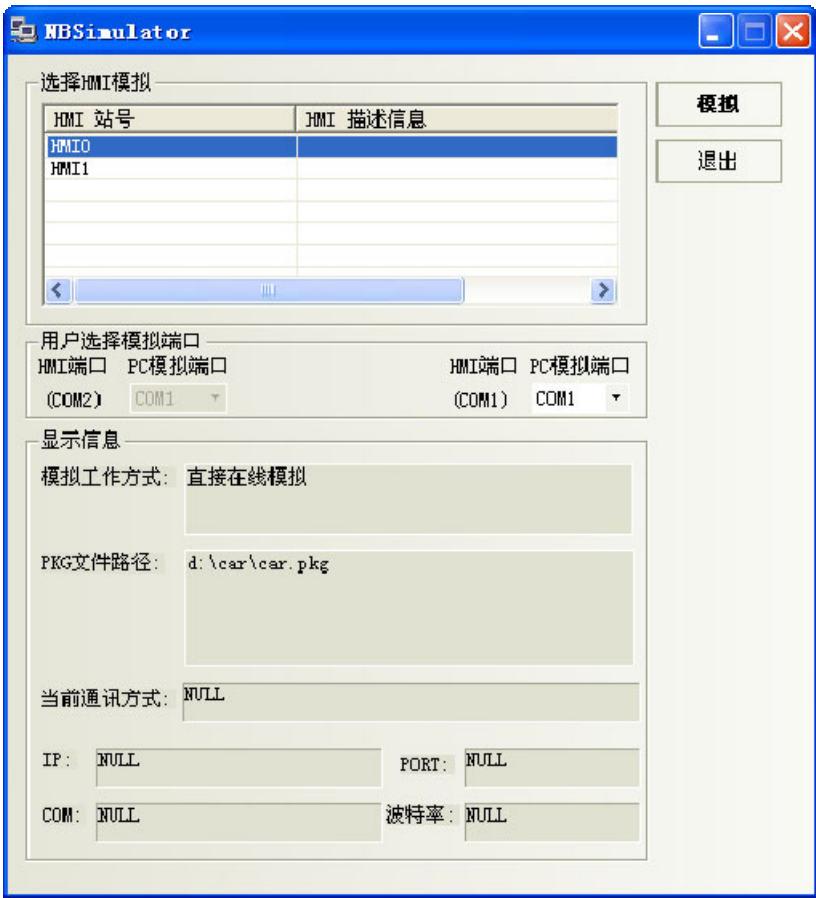 NBSimulator
选择HMI模拟
HMI 站号 HMI 描述信息
HMI0
HMI1
模拟
退出
用户选择模拟端口
HMI端口 PC模拟端口 HMI端口 PC模拟端口
(COM2) COM1 (COM1) COM1
显示信息
模拟工作方式: 直接在线模拟
PKG文件路径: d:\car\car.pkg
当前通讯方式: NULL
IP: NULL PORT: NULL
COM: NULL 波特率: NULL